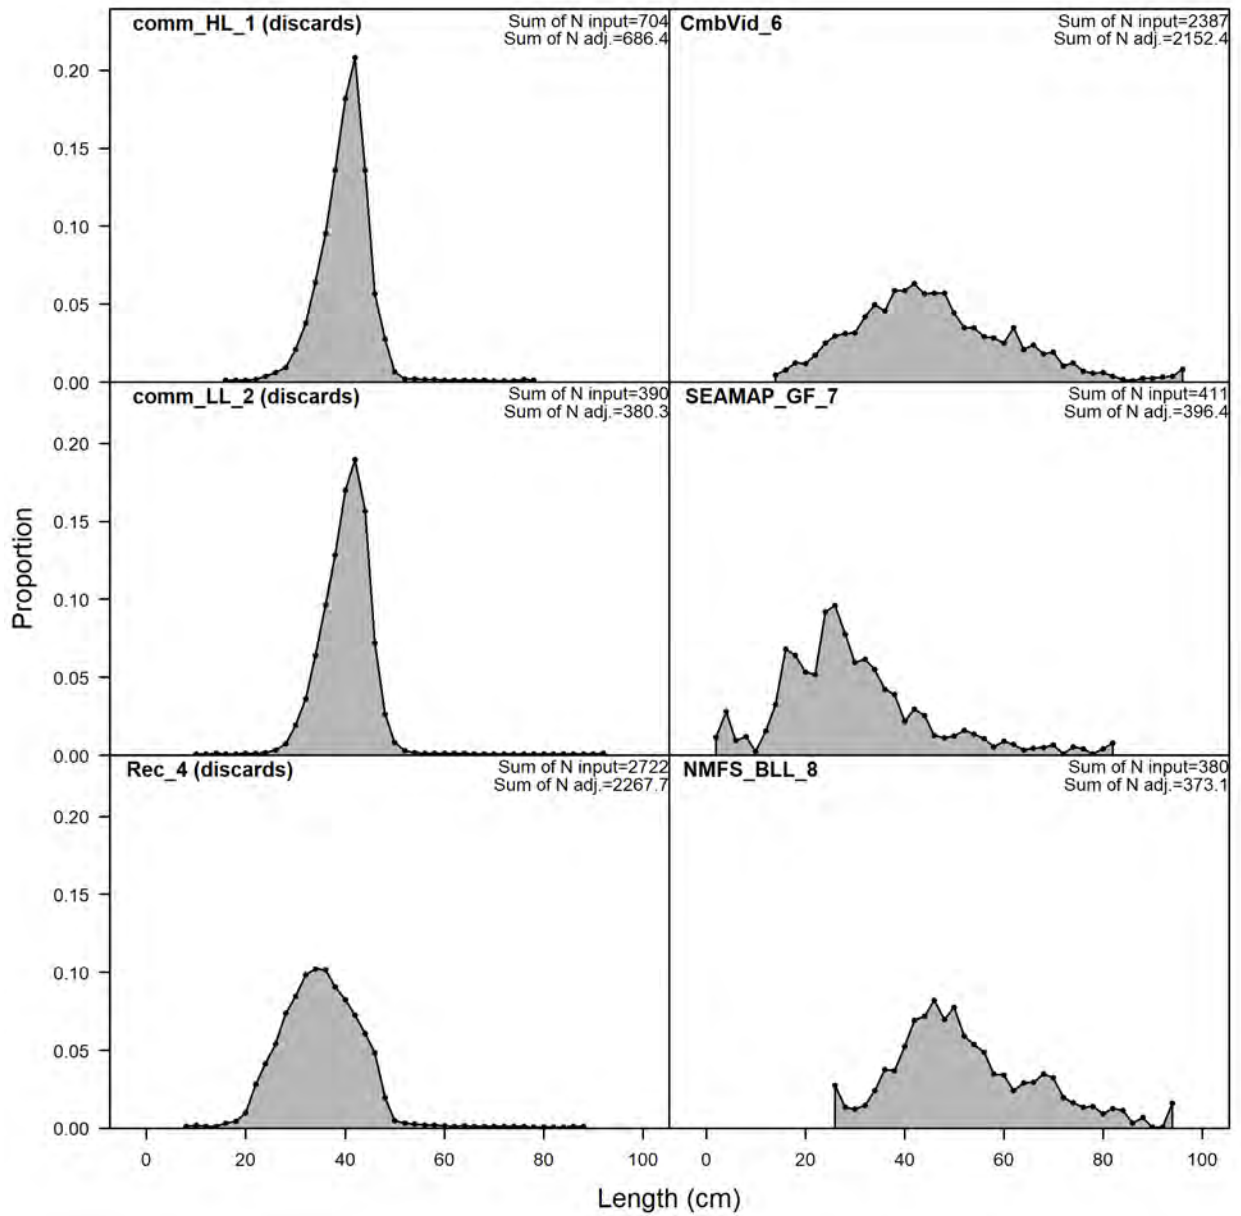 comm_HL_1 (discards)
Sum of N input=704
Sum of N adj.=686.4
0.20
0.15
0.10
0.05
0.00
CmbVid_6
Sum of N input=2387
Sum of N adj.=2152.4
comm_LL_2 (discards)
Sum of N input=390
Sum of N adj.=380.3
0.20
0.15
0.10
0.05
0.00
SEAMAP_GF_7
Sum of N input=411
Sum of N adj.=396.4
Rec_4 (discards)
Sum of N input=2722
Sum of N adj.=2267.7
0.20
0.15
0.10
0.05
0.00
NMFS_BLL_8
Sum of N input=380
Sum of N adj.=373.1
Proportion
0 20 40 60 80 100
0 20 40 60 80 100
Length (cm)